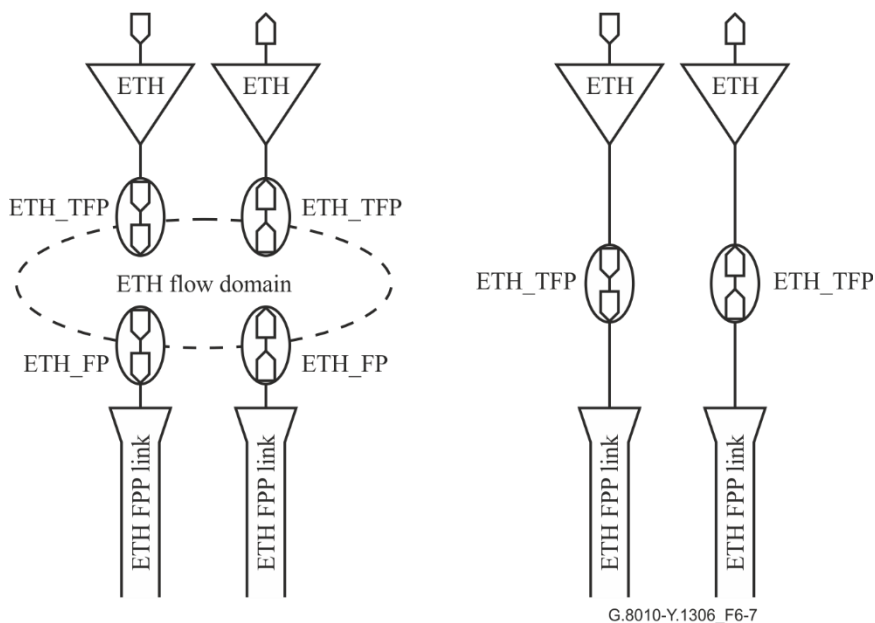 ETH
ETH
ETH
ETH
ETH_TFP
ETH_TFP
ETH flow domain
ETH_TFP
ETH_TFP
ETH_FP
ETH_FP
ETH FPP link
ETH FPP link
ETH FPP link
ETH FPP link
G.8010-Y.1306_F6-7